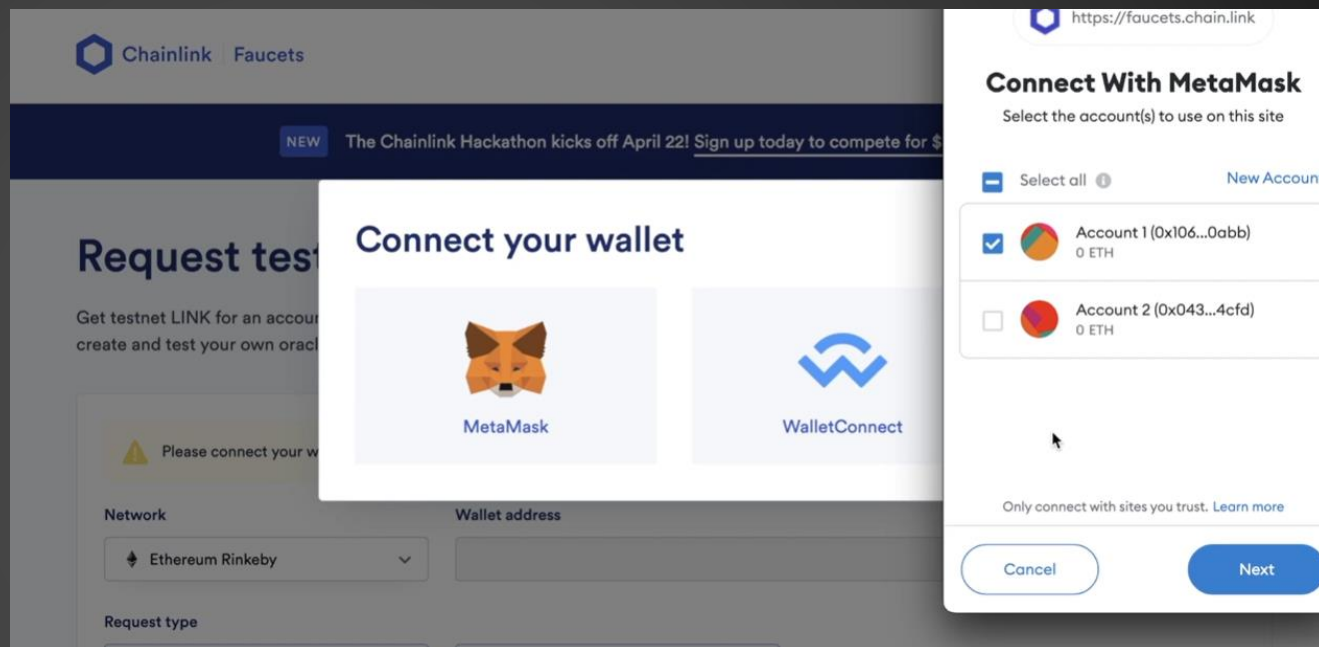 Chainlink Faucets
NEW The Chainlink Hackathon kicks off April 22! Sign up today to compete for $
Request test
Get testnet LINK for an accour
create and test your own oracl
Please connect your w
Network
Wallet address
Ethereum Rinkeby
Request type
Connect your wallet
MetaMask
WalletConnect
https://faucets.chain.link
Connect With MetaMask
Select the account(s) to use on this site
Select all
New Accoun
Account 1 (0x106...0abb)
0 ETH
Account 2 (0x043...4cfd)
0 ETH
Only connect with sites you trust. Learn more
Cancel
Next